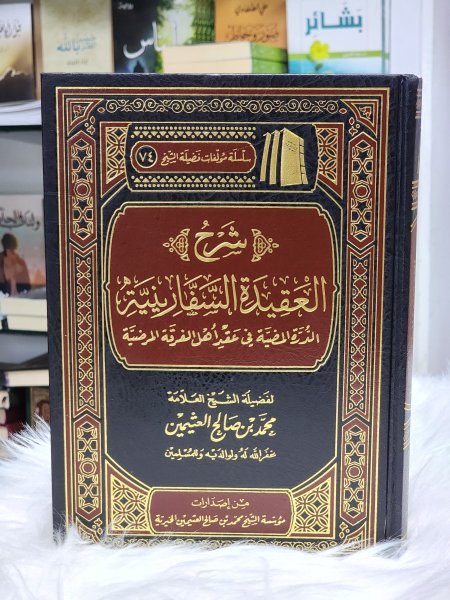 بشائر
سلسلة مؤلفات فضيلة الشيخ
٧٤
شرح
العقيدة السفارينية
الدرة المضية في عقد أهل الفرقة المرضية
لفضيلة الشيخ العلامة
محمد بن صالح العثيمين
غفر الله له ولوالديه وللمسلمين
من إصدارات
مؤسسة الشيخ محمد بن صالح العثيمين الخيرية